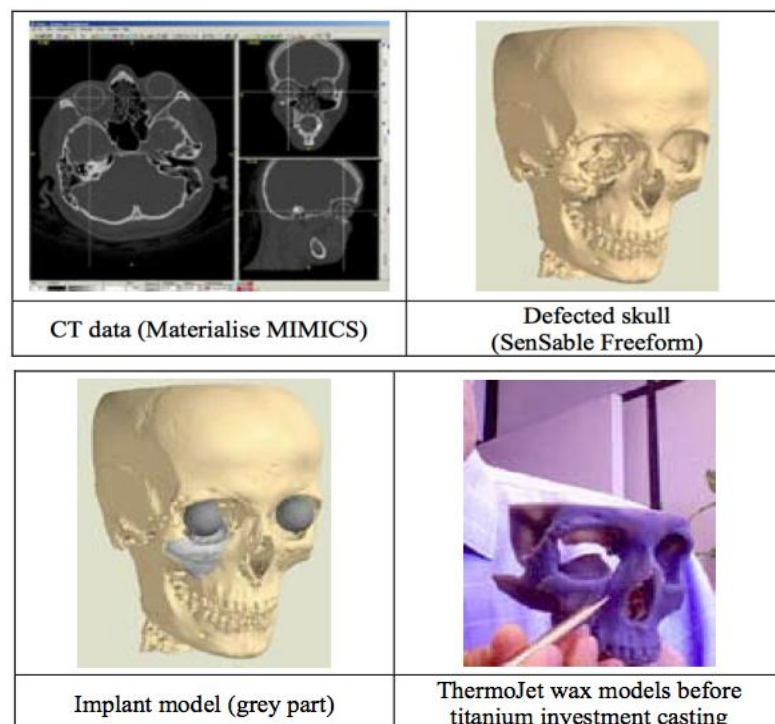 CT data (Materialise MIMICS)
Defected skull
(SenSable Freeform)
Implant model (grey part)
ThermoJet wax models before
titanium investment casting